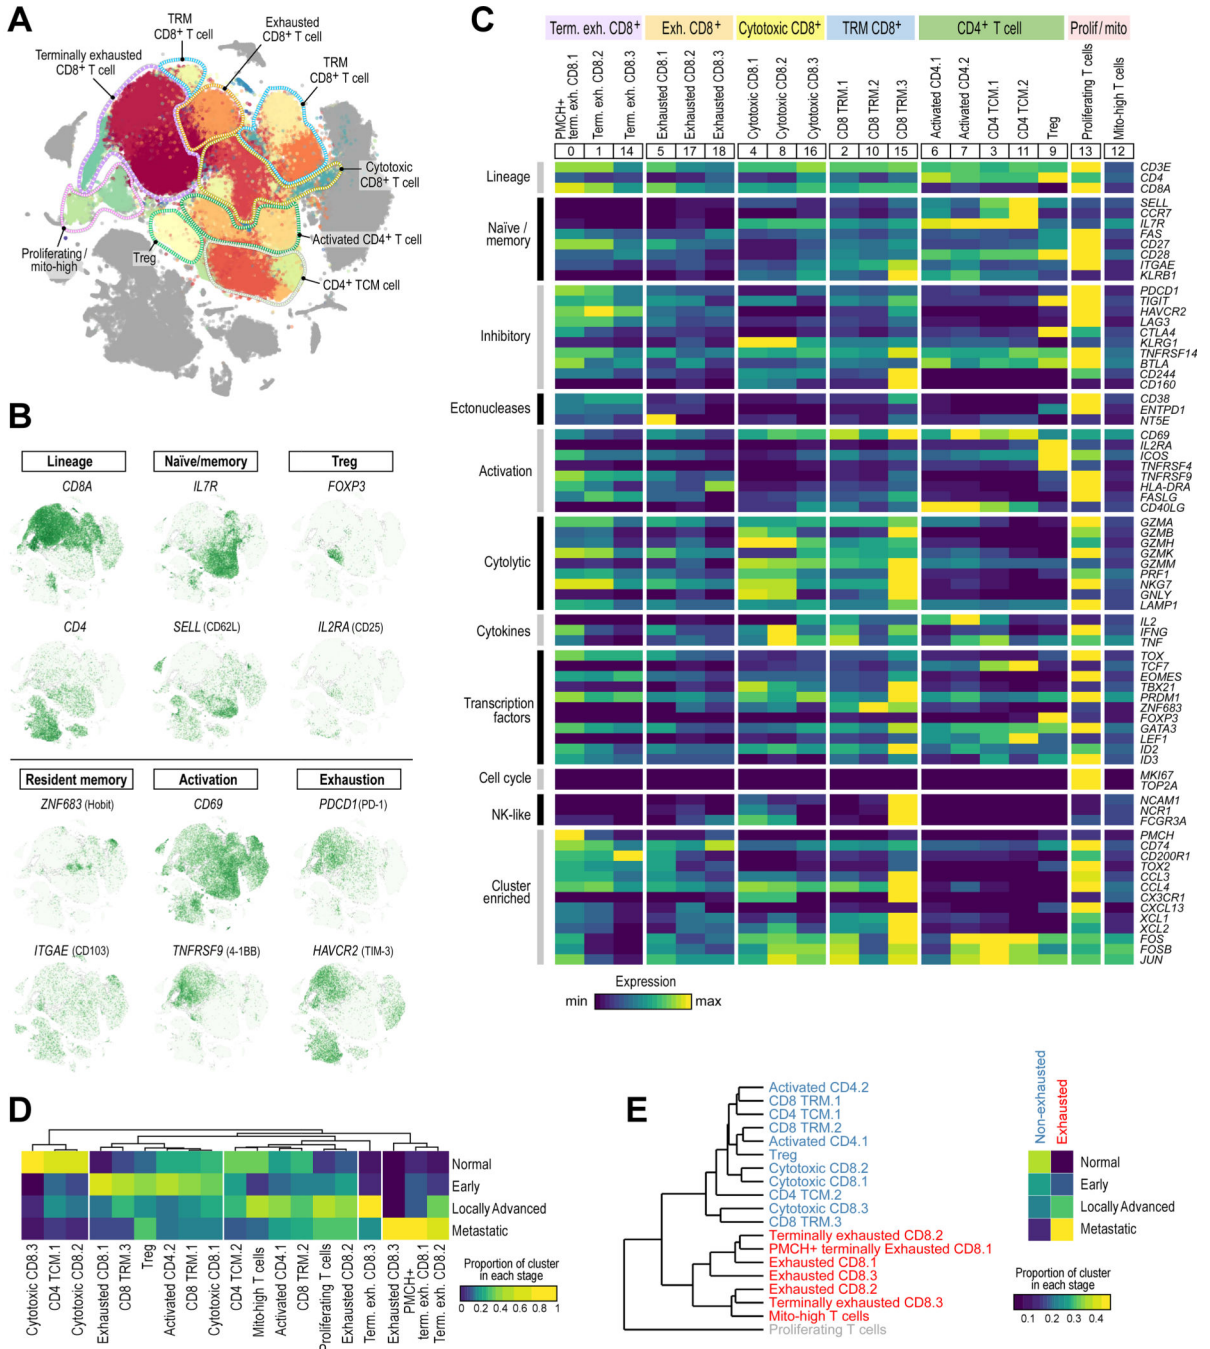 A
TRM
CD8+ T cell
Exhausted
CD8+ T cell
Terminally exhausted
CD8+ T cell
TRM
CD8+ T cell
Cytotoxic
CD8+ T cell
Activated CD4+ T cell
Proliferating /
mito-high
Treg
CD4+ TCM cell
B
Lineage
Naïve/memory
Treg
CD8A
IL7R
FOXP3
CD4
SELL (CD62L)
IL2RA (CD25)
Resident memory
Activation
Exhaustion
ZNF683 (Hobit)
CD69
PDCD1(PD-1)
ITGAE (CD103)
TNFRSF9 (4-1BB)
HAVCR2 (TIM-3)
C
Term. exh. CD8+
Exh. CD8+
Cytotoxic CD8+
TRM CD8+
CD4+ T cell
Prolif/ mito
PMCH+
term. exh. CD8.1
Term. exh. CD8.2
Term. exh. CD8.3
Exhausted CD8.1
Exhausted CD8.2
Exhausted CD8.3
Cytotoxic CD8.1
Cytotoxic CD8.2
Cytotoxic CD8.3
CD8 TRM.1
CD8 TRM.2
CD8 TRM.3
Activated CD4.1
Activated CD4.2
CD4 TCM.1
CD4 TCM.2
Treg
Proliferating T cells
Mito-high T cells
0 1 14 5 17 18 4 8 16 2 10 15 6 7 3 11 9 13 12
Lineage
CD3E
CD4
CD8A
Naïve /
memory
SELL
CCR7
IL7R
FAS
CD27
CD28
ITGAE
KLRB1
Inhibitory
PDCD1
TIGIT
HAVCR2
LAG3
CTLA4
KLRG1
TNFRSF14
BTLA
CD244
CD160
Ectonucleases
CD38
ENTPD1
NT5E
Activation
CD69
IL2RA
ICOS
TNFRSF4
TNFRSF9
HLA-DRA
FASLG
CD40LG
Cytolytic
GZMA
GZMB
GZMH
GZMK
GZMM
PRF1
NKG7
GNLY
LAMP1
Cytokines
IL2
IFNG
TNF
Transcription
factors
TOX
TCF7
EOMES
TBX21
PRDM1
ZNF683
FOXP3
GATA3
LEF1
ID2
ID3
Cell cycle
MKI67
TOP2A
NK-like
NCAM1
NCR1
FCGR3A
Cluster
enriched
PMCH
CD74
CD200R1
TOX2
CCL3
CCL4
CX3CR1
CXCL13
XCL1
XCL2
FOS
FOSB
JUN
Expression
min
max
D
Normal
Early
Locally Advanced
Metastatic
Cytotoxic CD8.3
CD4 TCM.1
Cytotoxic CD8.2
Exhausted CD8.1
CD8 TRM.3
Treg
Activated CD4.2
CD8 TRM.1
Cytotoxic CD8.1
CD4 TCM.2
Mito-high T cells
Activated CD4.1
CD8 TRM.2
Proliferating T cells
Exhausted CD8.2
Term. exh. CD8.3
Exhausted CD8.3
PMCH+
term. exh. CD8.1
Term. exh. CD8.2
Proportion of cluster
in each stage
0 0.2 0.4 0.6 0.8 1
E
Activated CD4.2
CD8 TRM.1
CD4 TCM.1
CD8 TRM.2
Activated CD4.1
Treg
Cytotoxic CD8.2
Cytotoxic CD8.1
CD4 TCM.2
Cytotoxic CD8.3
CD8 TRM.3
Terminally exhausted CD8.2
PMCH+ terminally Exhausted CD8.1
Exhausted CD8.1
Exhausted CD8.3
Exhausted CD8.2
Terminally exhausted CD8.3
Mito-high T cells
Proliferating T cells
Non-exhausted
Exhausted
Normal
Early
Locally Advanced
Metastatic
Proportion of cluster
in each stage
0.1 0.3 0.4